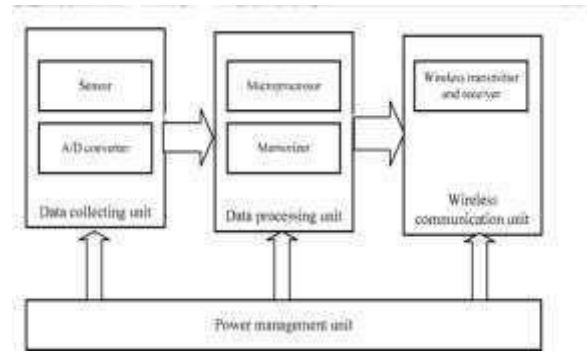 Sensor
A/D converter
Data collecting unit
Microprocessor
Memorizer
Data processing unit
Wireless transmitter
and receiver
Wireless
communication unit
Power management unit